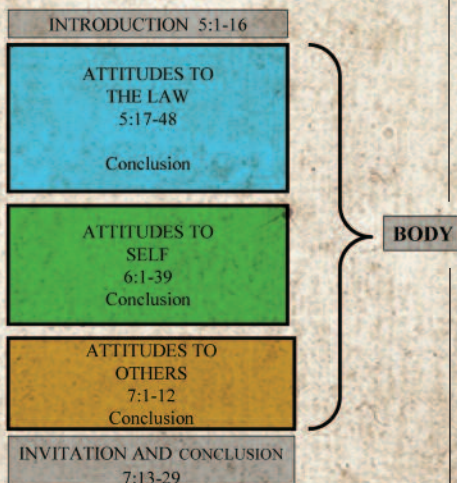 INTRODUCTION 5:1-16
ATTITUDES TO
THE LAW
5:17-48
Conclusion
ATTITUDES TO
SELF
6:1-39
Conclusion
ATTITUDES TO
OTHERS
7:1-12
Conclusion
BODY
INVITATION AND CONCLUSION
7:13-29